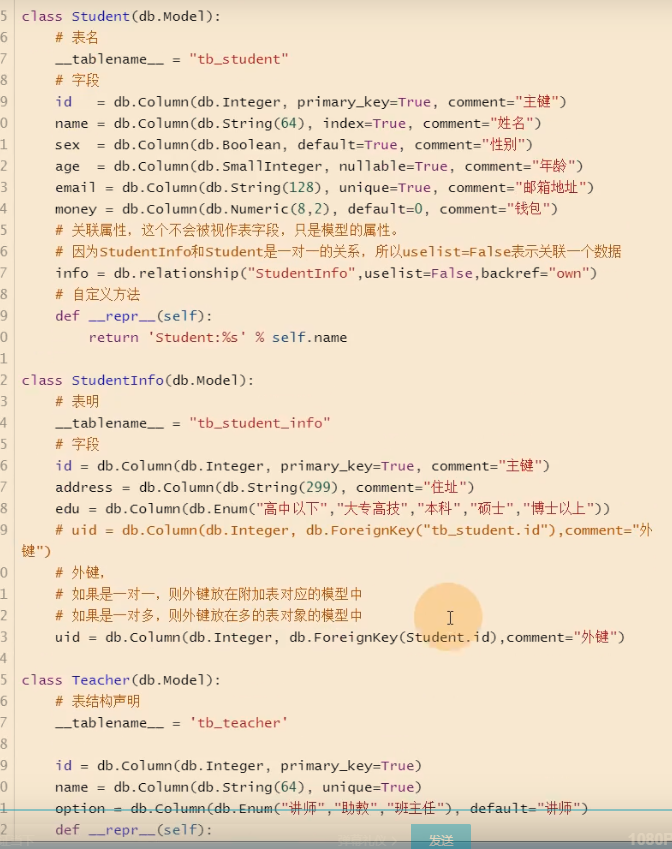 5 class Student(db.Model):
6     # 表名
7     __tablename__ = "tb_student"
8     # 字段
9     id   = db.Column(db.Integer, primary_key=True, comment="主键")
0     name = db.Column(db.String(64), index=True, comment="姓名")
1     sex  = db.Column(db.Boolean, default=True, comment="性别")
2     age  = db.Column(db.SmallInteger, nullable=True, comment="年龄")
3     email = db.Column(db.String(128), unique=True, comment="邮箱地址")
4     money = db.Column(db.Numeric(8,2), default=0, comment="钱包")
5     # 关联属性，这个不会被视作表字段，只是模型的属性。
6     # 因为StudentInfo和Student是一对一的关系，所以uselist=False表示关联一个数据
7     info = db.relationship("StudentInfo",uselist=False,backref="own")
8     # 自定义方法
9     def __repr__(self):
0         return 'Student:%s' % self.name
1
2 class StudentInfo(db.Model):
3     # 表明
4     __tablename__ = "tb_student_info"
5     # 字段
6     id = db.Column(db.Integer, primary_key=True, comment="主键")
7     address = db.Column(db.String(299), comment="住址")
8     edu = db.Column(db.Enum("高中以下","大专高技","本科","硕士","博士以上"))
9     # uid = db.Column(db.Integer, db.ForeignKey("tb_student.id"),comment="外
键")
0     # 外键，
1     # 如果是一对一，则外键放在附加表对应的模型中
2     # 如果是一对多，则外键放在多的表对象的模型中
3     uid = db.Column(db.Integer, db.ForeignKey(Student.id),comment="外键")
4
5 class Teacher(db.Model):
6     # 表结构声明
7     __tablename__ = 'tb_teacher'
8
9     id = db.Column(db.Integer, primary_key=True)
0     name = db.Column(db.String(64), unique=True)
1     option = db.Column(db.Enum("讲师","助教","班主任"), default="讲师")
2     def __repr__(self):
发送
1080P